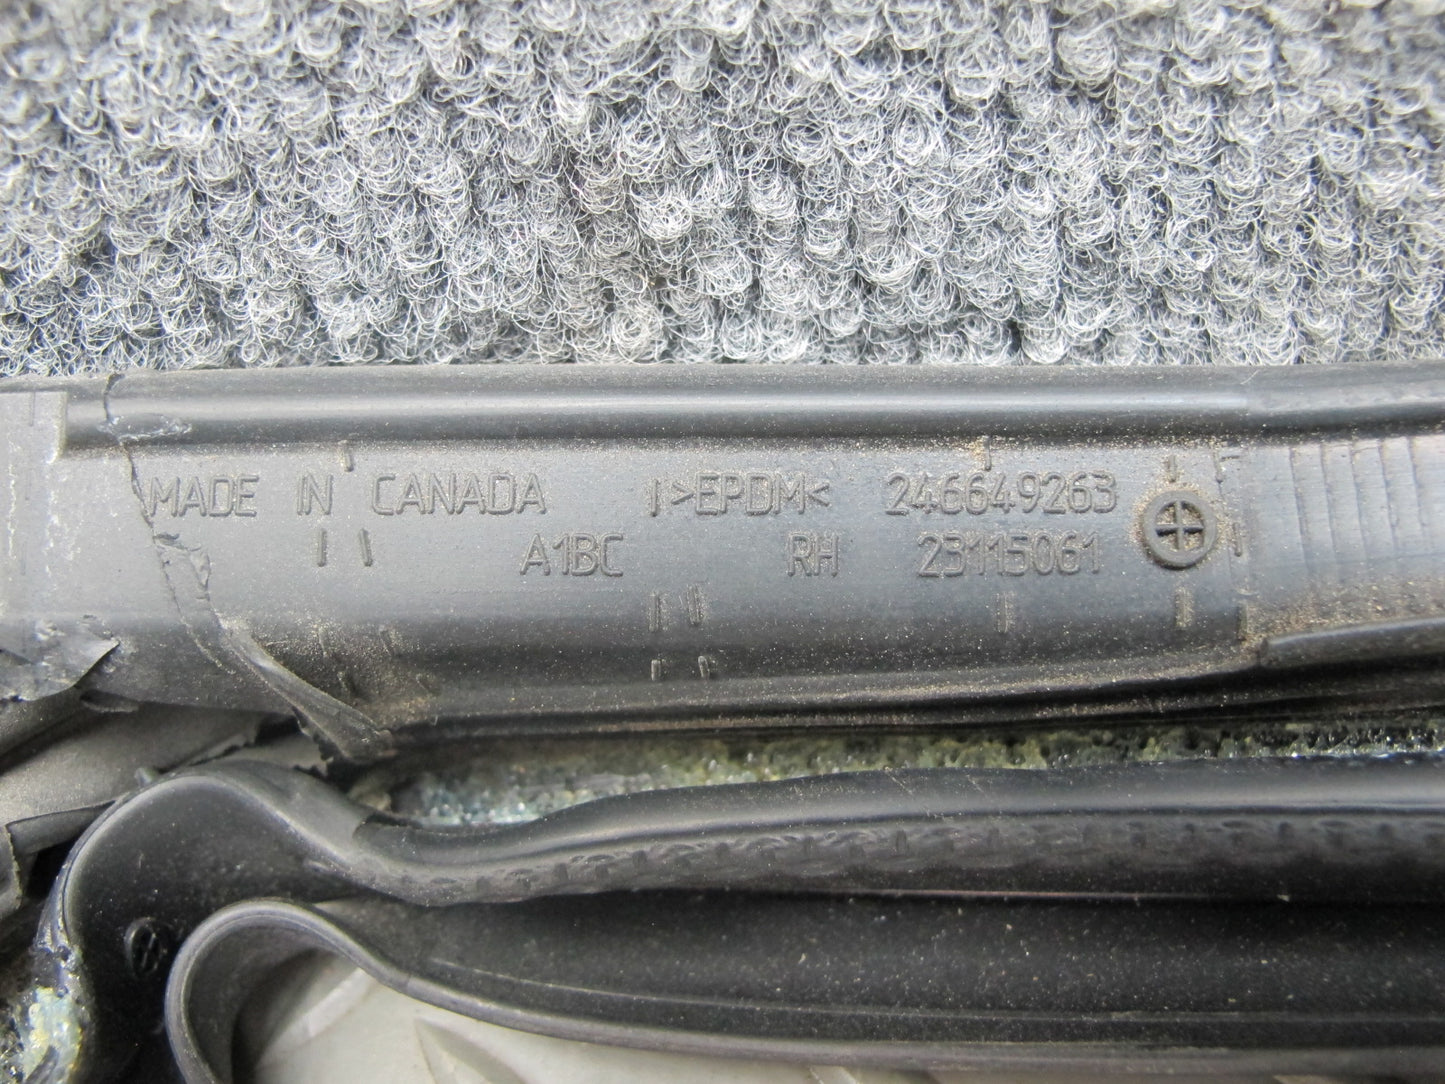 MADE IN CANADA >EPDM< 246649263
A1BC RH 23115061